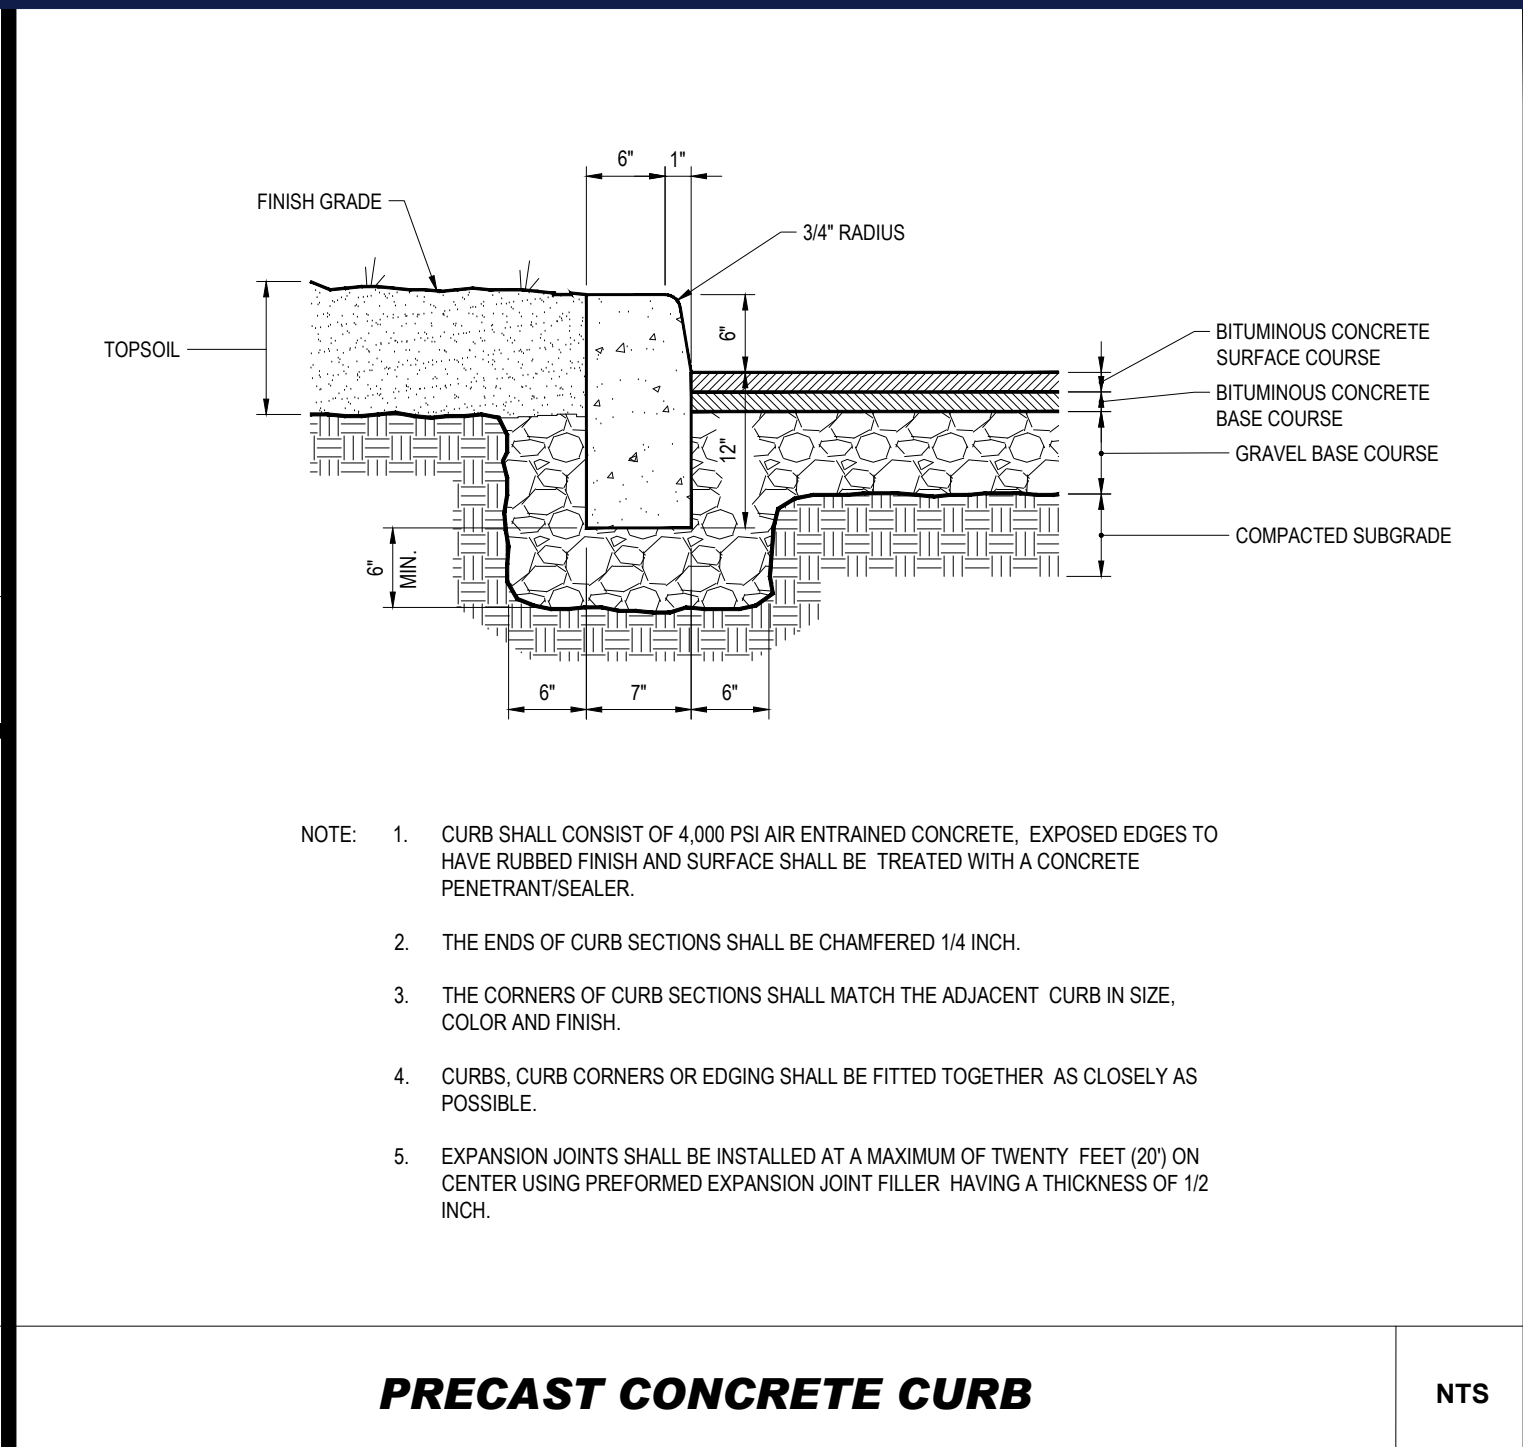 6" 1"
FINISH GRADE
3/4" RADIUS
TOPSOIL
6"
BITUMINOUS CONCRETE
SURFACE COURSE
BITUMINOUS CONCRETE
BASE COURSE
12"
GRAVEL BASE COURSE
COMPACTED SUBGRADE
6"
MIN.
6" 7" 6"
NOTE: 1. CURB SHALL CONSIST OF 4,000 PSI AIR ENTRAINED CONCRETE, EXPOSED EDGES TO
HAVE RUBBED FINISH AND SURFACE SHALL BE TREATED WITH A CONCRETE
PENETRANT/SEALER.
2. THE ENDS OF CURB SECTIONS SHALL BE CHAMFERED 1/4 INCH.
3. THE CORNERS OF CURB SECTIONS SHALL MATCH THE ADJACENT CURB IN SIZE,
COLOR AND FINISH.
4. CURBS, CURB CORNERS OR EDGING SHALL BE FITTED TOGETHER AS CLOSELY AS
POSSIBLE.
5. EXPANSION JOINTS SHALL BE INSTALLED AT A MAXIMUM OF TWENTY FEET (20') ON
CENTER USING PREFORMED EXPANSION JOINT FILLER HAVING A THICKNESS OF 1/2
INCH.
PRECAST CONCRETE CURB
NTS